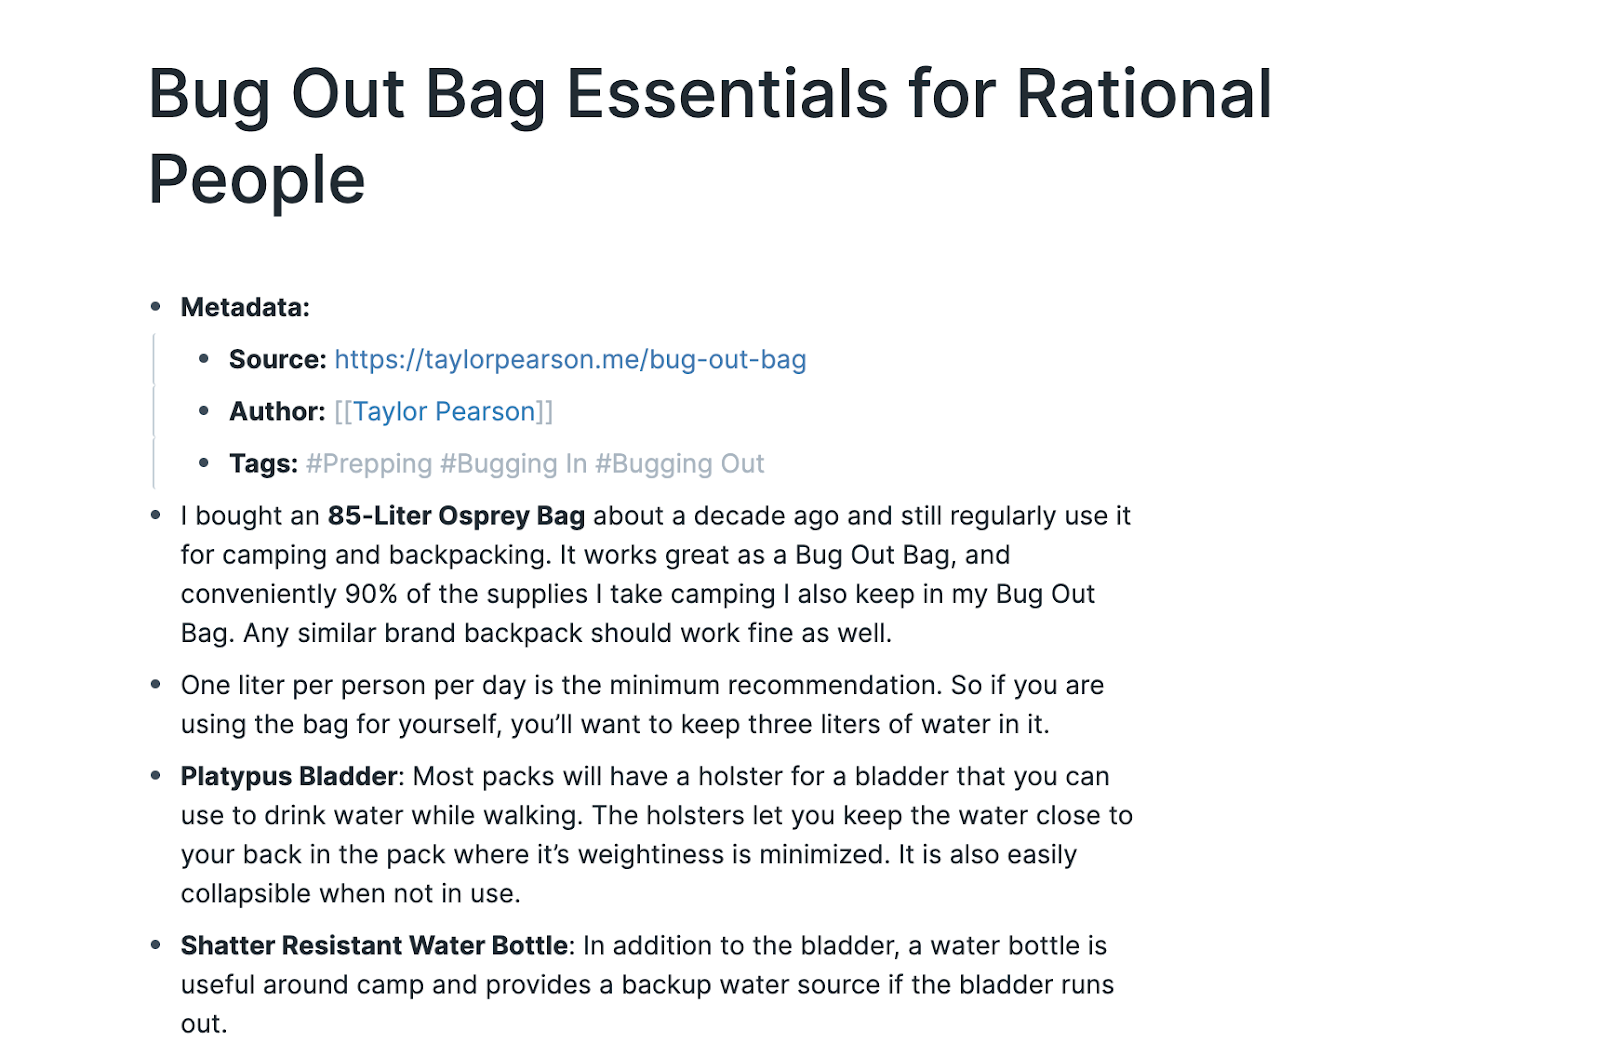 Bug Out Bag Essentials for Rational
People
• Metadata:
• Source: https://taylorpearson.me/bug-out-bag
• Author: [[Taylor Pearson]]
• Tags: #Prepping #Bugging In #Bugging Out
• I bought an 85-Liter Osprey Bag about a decade ago and still regularly use it
for camping and backpacking. It works great as a Bug Out Bag, and
conveniently 90% of the supplies I take camping I also keep in my Bug Out
Bag. Any similar brand backpack should work fine as well.
• One liter per person per day is the minimum recommendation. So if you are
using the bag for yourself, you’ll want to keep three liters of water in it.
• Platypus Bladder: Most packs will have a holster for a bladder that you can
use to drink water while walking. The holsters let you keep the water close to
your back in the pack where it’s weightiness is minimized. It is also easily
collapsible when not in use.
• Shatter Resistant Water Bottle: In addition to the bladder, a water bottle is
useful around camp and provides a backup water source if the bladder runs
out.